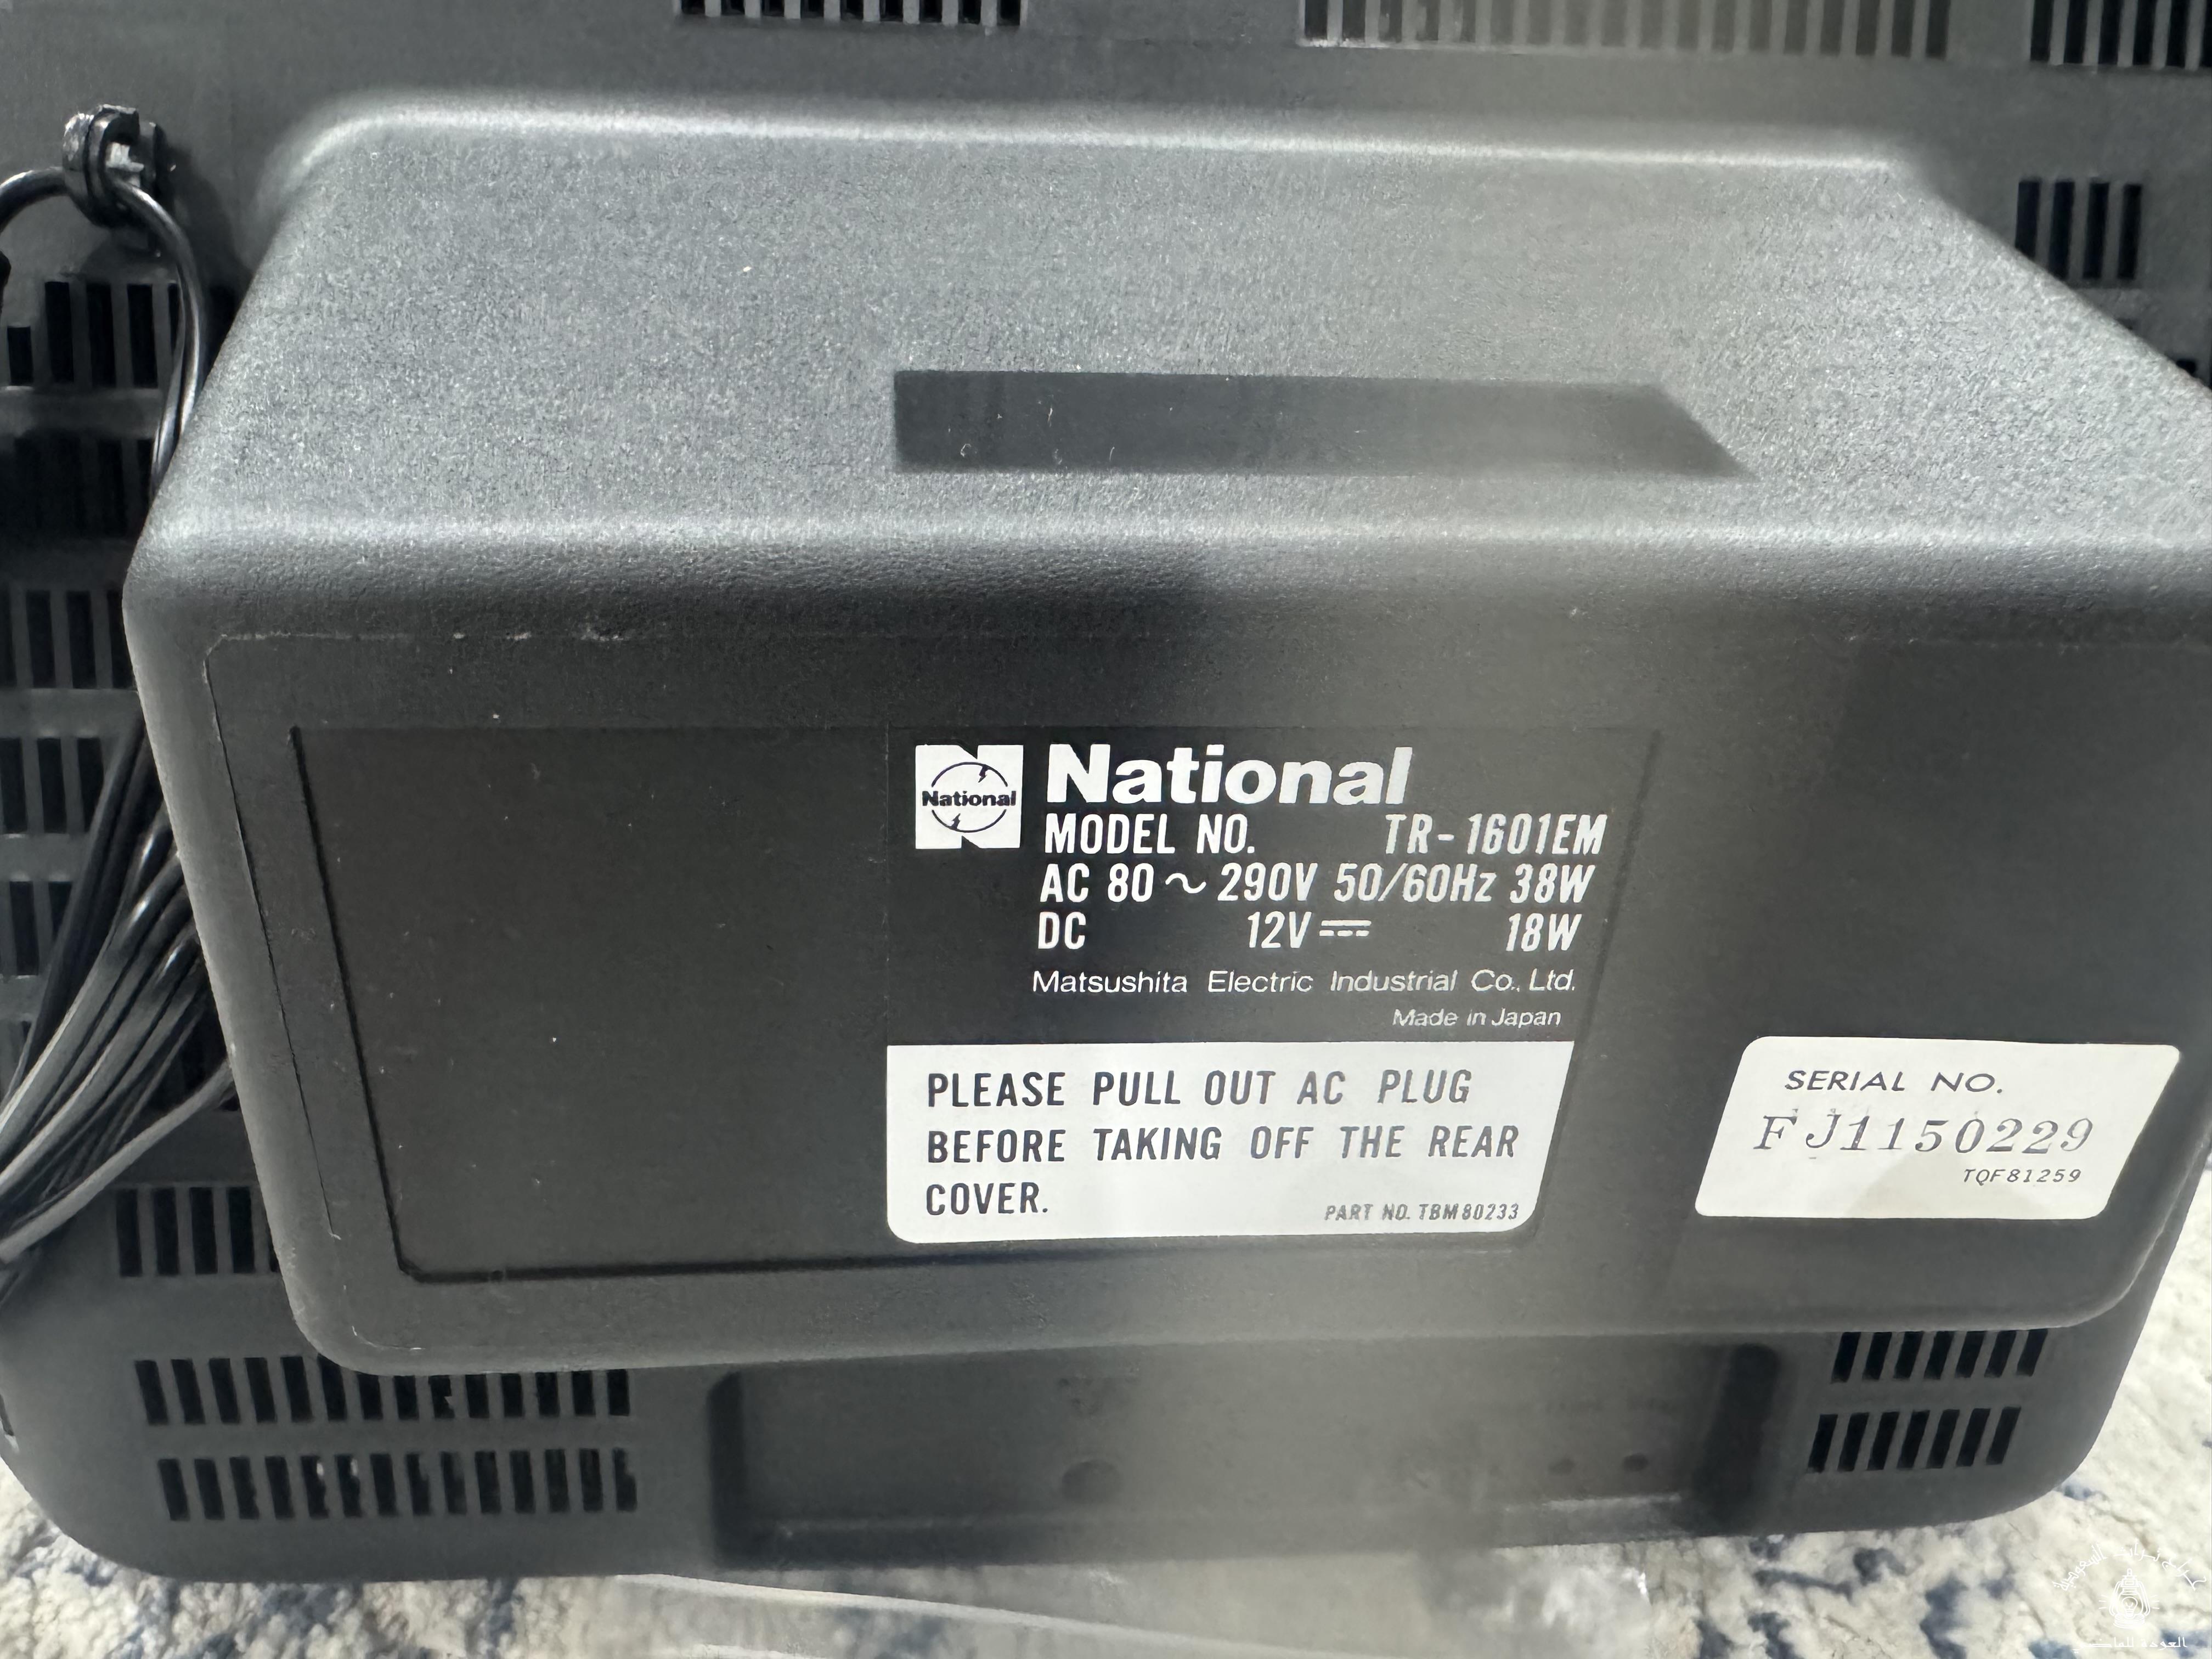 National
National
MODEL NO. TR-1601EM
AC 80～290V 50/60Hz 38W
DC 12V⎓ 18W
Matsushita Electric Industrial Co., Ltd.
Made in Japan
PLEASE PULL OUT AC PLUG
BEFORE TAKING OFF THE REAR
COVER.
PART NO. TBM80233
SERIAL NO.
FJ1150229
TQF81259